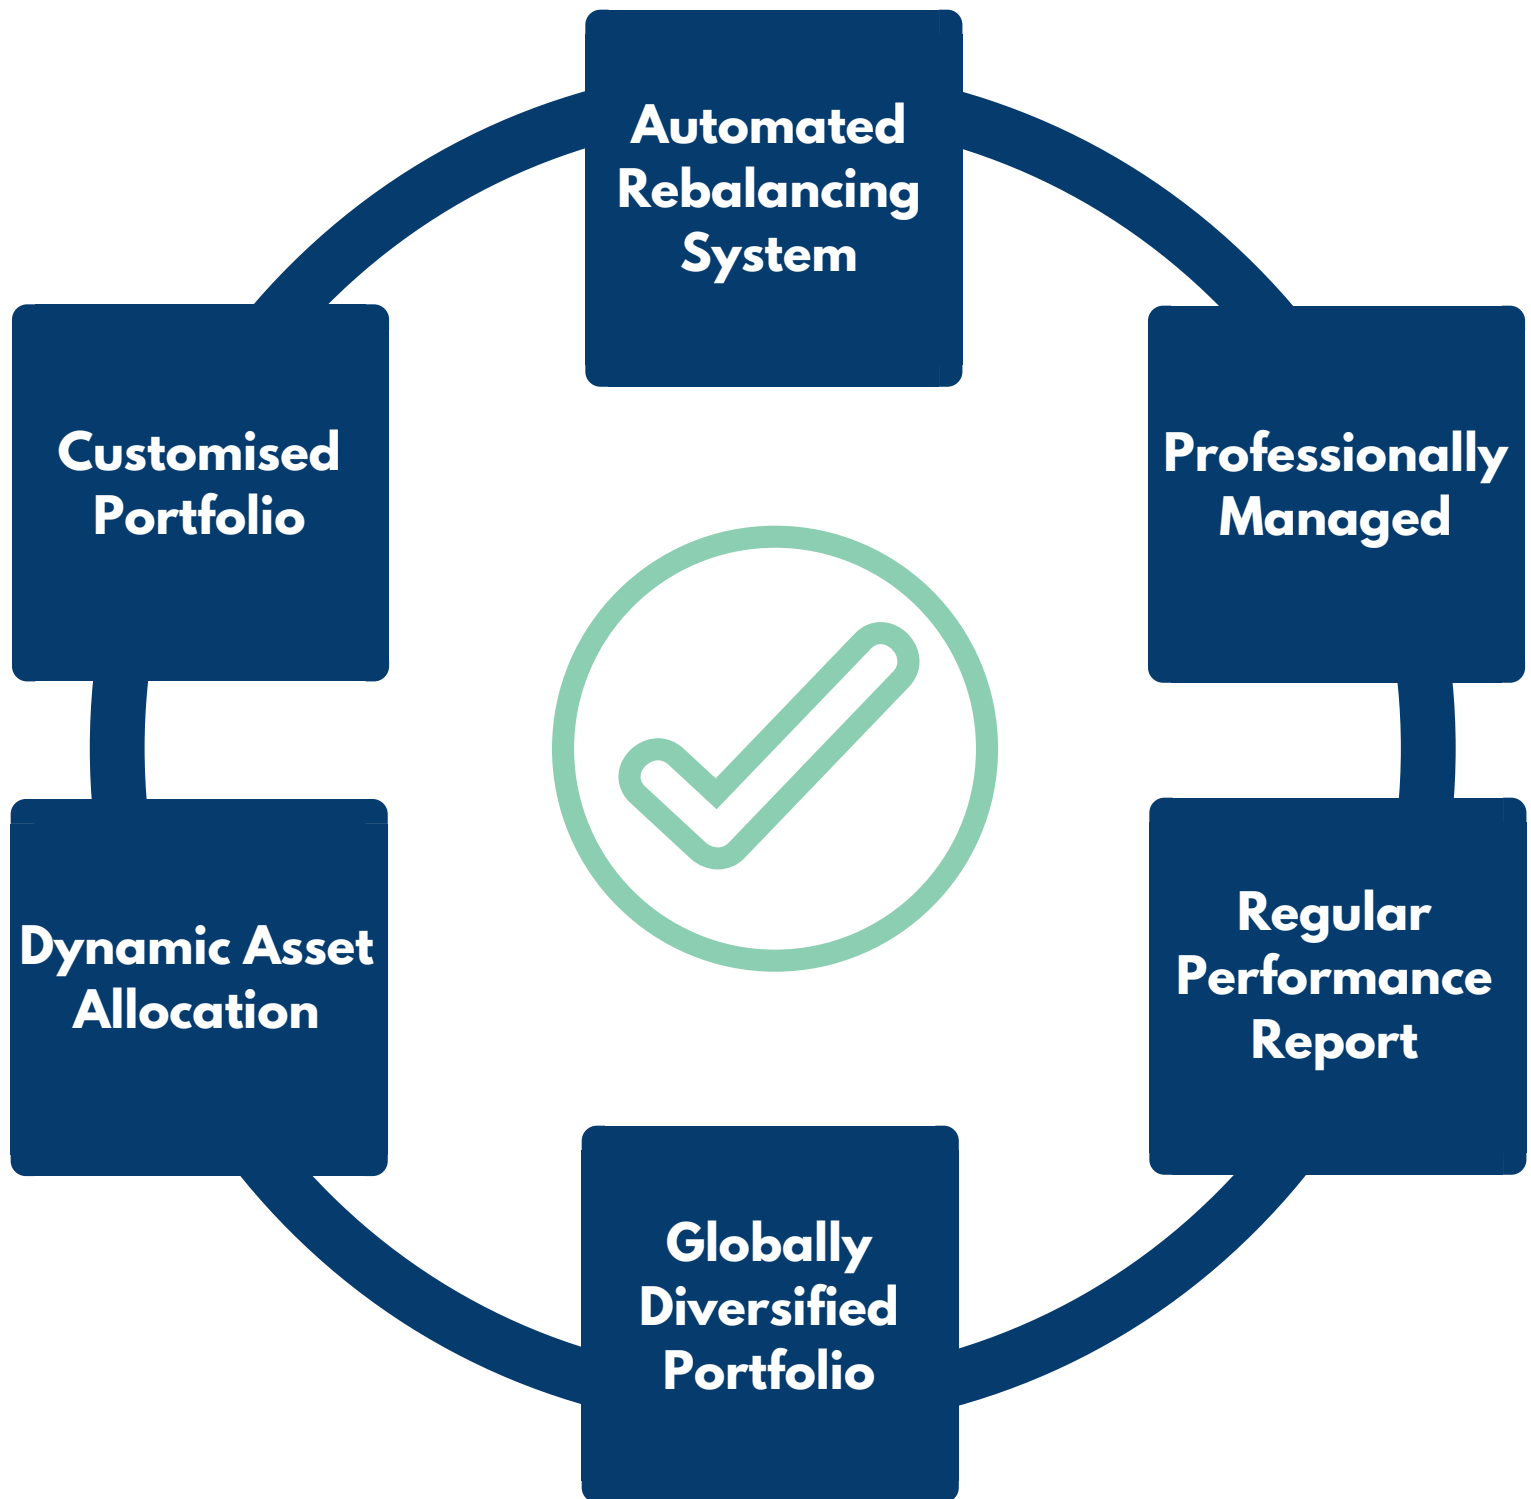 Automated
Rebalancing
System
Customised
Portfolio
Professionally
Managed
Dynamic Asset
Allocation
Regular
Performance
Report
Globally
Diversified
Portfolio